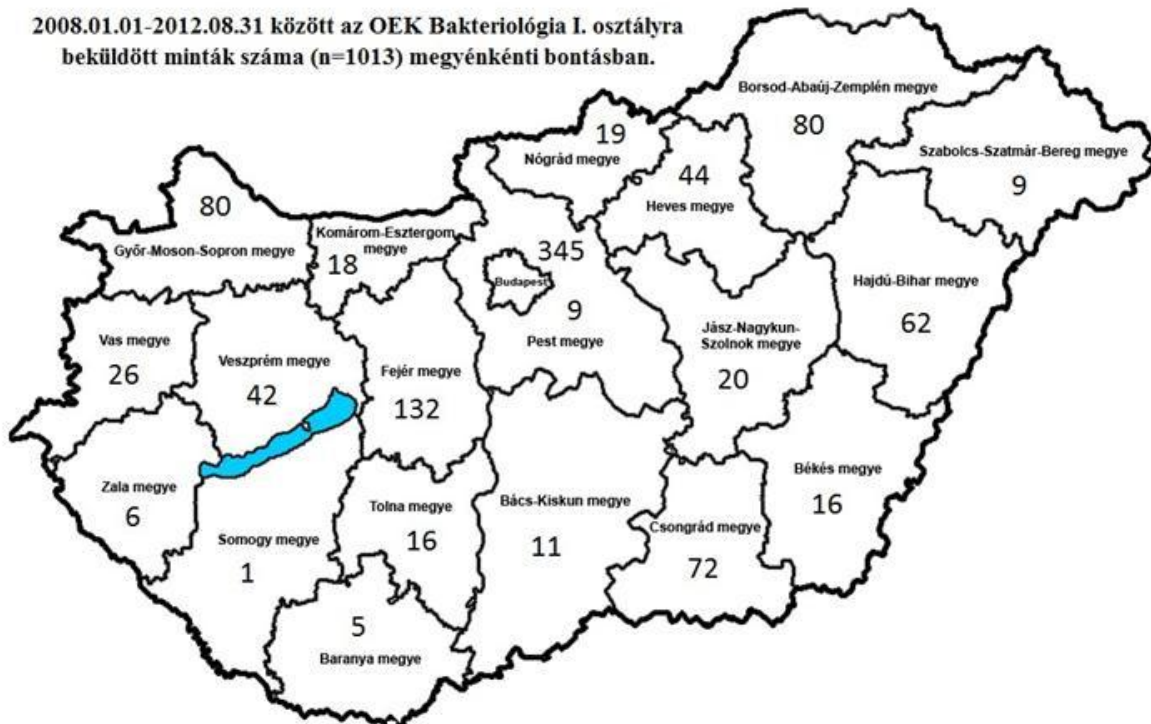 2008.01.01-2012.08.31 között az OEK Bakteriológia I. osztályra
beküldött minták száma (n=1013) megyénkénti bontásban.
Borsod-Abaúj-Zemplén megye
80
19
Nógrád megye
Szabolcs-Szatmár-Bereg megye
9
44
Heves megye
80
Győr-Moson-Sopron megye
Komárom-Esztergom
megye
18
345
Budapest
9
Pest megye
Hajdú-Bihar megye
62
Jász-Nagykun-
Szolnok megye
20
Vas megye
26
Veszprém megye
42
Fejér megye
132
Zala megye
6
Somogy megye
1
Tolna megye
16
Bács-Kiskun megye
11
Csongrád megye
72
Békés megye
16
5
Baranya megye